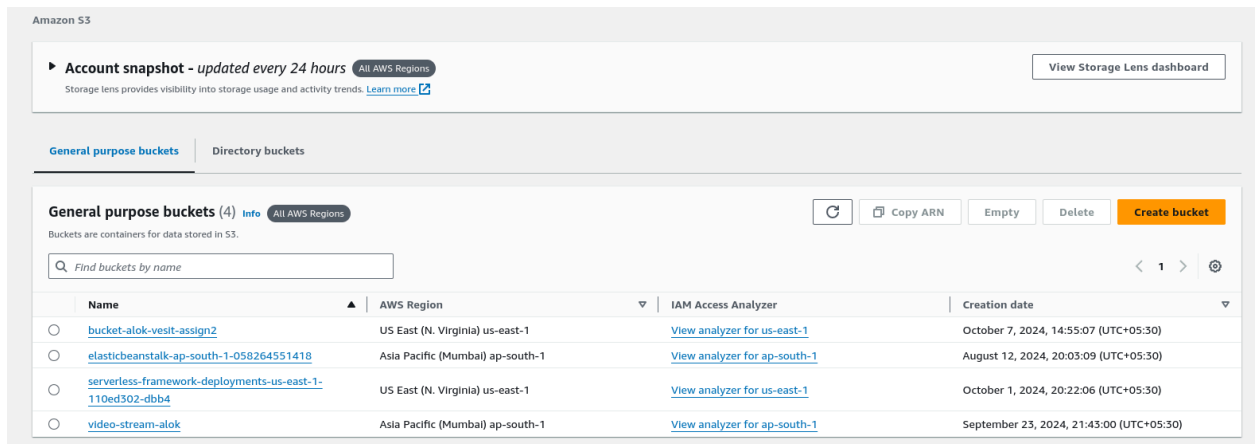 Amazon S3
Account snapshot - updated every 24 hours All AWS Regions View Storage Lens dashboard
Storage lens provides visibility into storage usage and activity trends. Learn more
General purpose buckets Directory buckets
General purpose buckets (4) Info All AWS Regions Copy ARN Empty Delete Create bucket
Buckets are containers for data stored in S3.
Find buckets by name 1
Name AWS Region IAM Access Analyzer Creation date
bucket-alok-vesit-assign2 US East (N. Virginia) us-east-1 View analyzer for us-east-1 October 7, 2024, 14:55:07 (UTC+05:30)
elasticbeanstalk-ap-south-1-058264551418 Asia Pacific (Mumbai) ap-south-1 View analyzer for ap-south-1 August 12, 2024, 20:03:09 (UTC+05:30)
serverless-framework-deployments-us-east-1-
110ed302-dbb4 US East (N. Virginia) us-east-1 View analyzer for us-east-1 October 1, 2024, 20:22:06 (UTC+05:30)
video-stream-alok Asia Pacific (Mumbai) ap-south-1 View analyzer for ap-south-1 September 23, 2024, 21:43:00 (UTC+05:30)